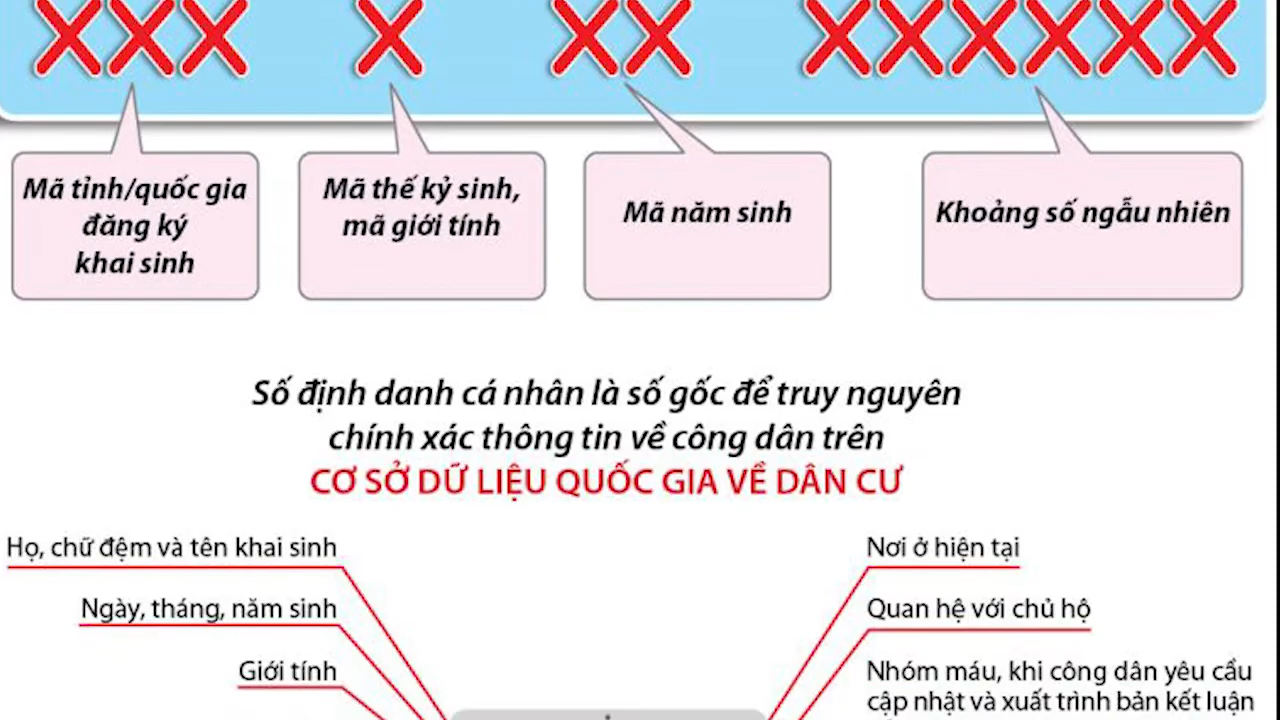 XXX X XX XXXXXX
Mã tỉnh/quốc gia
đăng ký
khai sinh
Mã thế kỷ sinh,
mã giới tính
Mã năm sinh
Khoảng số ngẫu nhiên
Số định danh cá nhân là số gốc để truy nguyên
chính xác thông tin về công dân trên
CƠ SỞ DỮ LIỆU QUỐC GIA VỀ DÂN CƯ
Họ, chữ đệm và tên khai sinh
Ngày, tháng, năm sinh
Giới tính
Nơi ở hiện tại
Quan hệ với chủ hộ
Nhóm máu, khi công dân yêu cầu
cập nhật và xuất trình bản kết luận